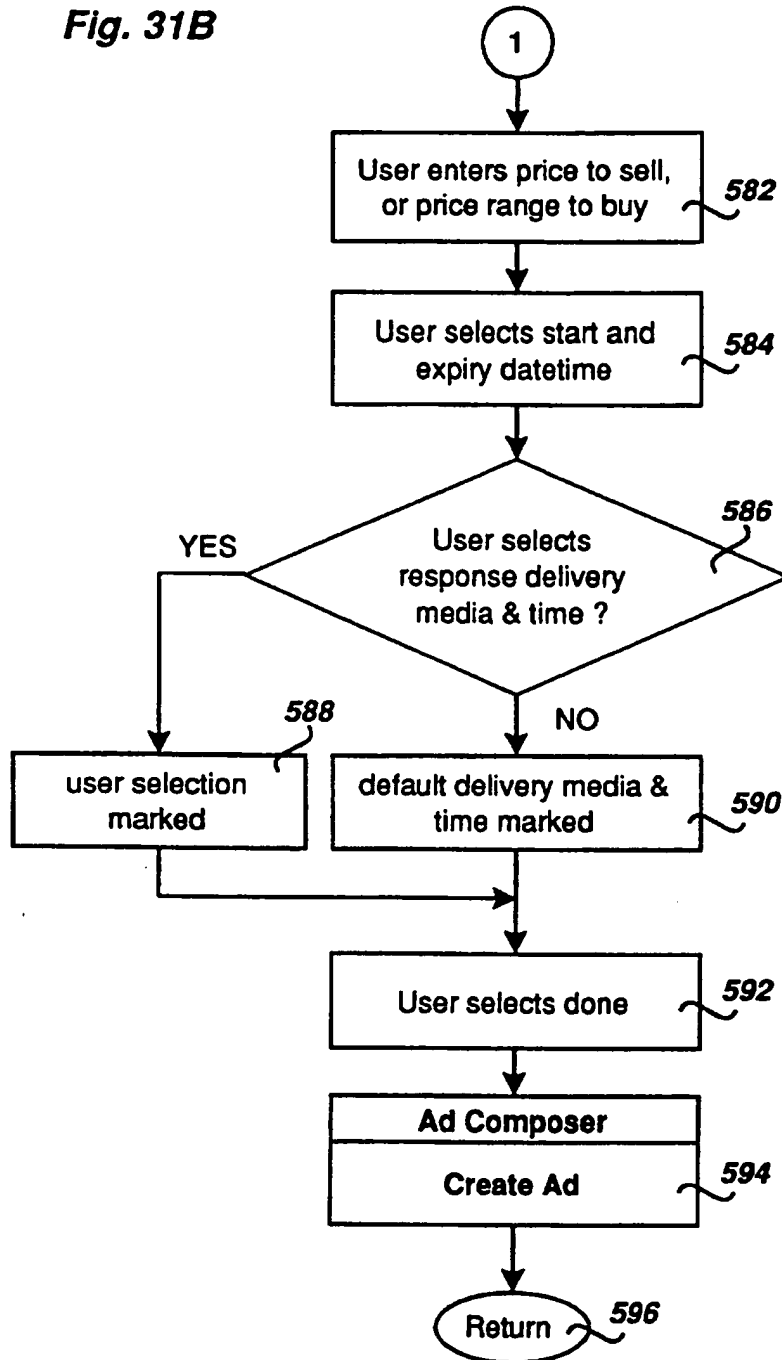 Fig. 31B
1
User enters price to sell,
or price range to buy
582
User selects start and
expiry datetime
584
586
YES
User selects
response delivery
media & time ?
588
NO
user selection
marked
default delivery media &
time marked
590
User selects done
592
Ad Composer
Create Ad
594
Return
596